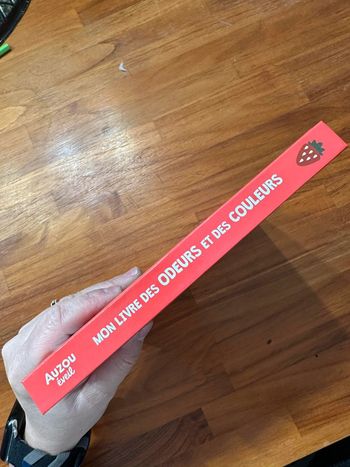 AUZOU
éveil
MON LIVRE DES ODEURS ET DES COULEURS